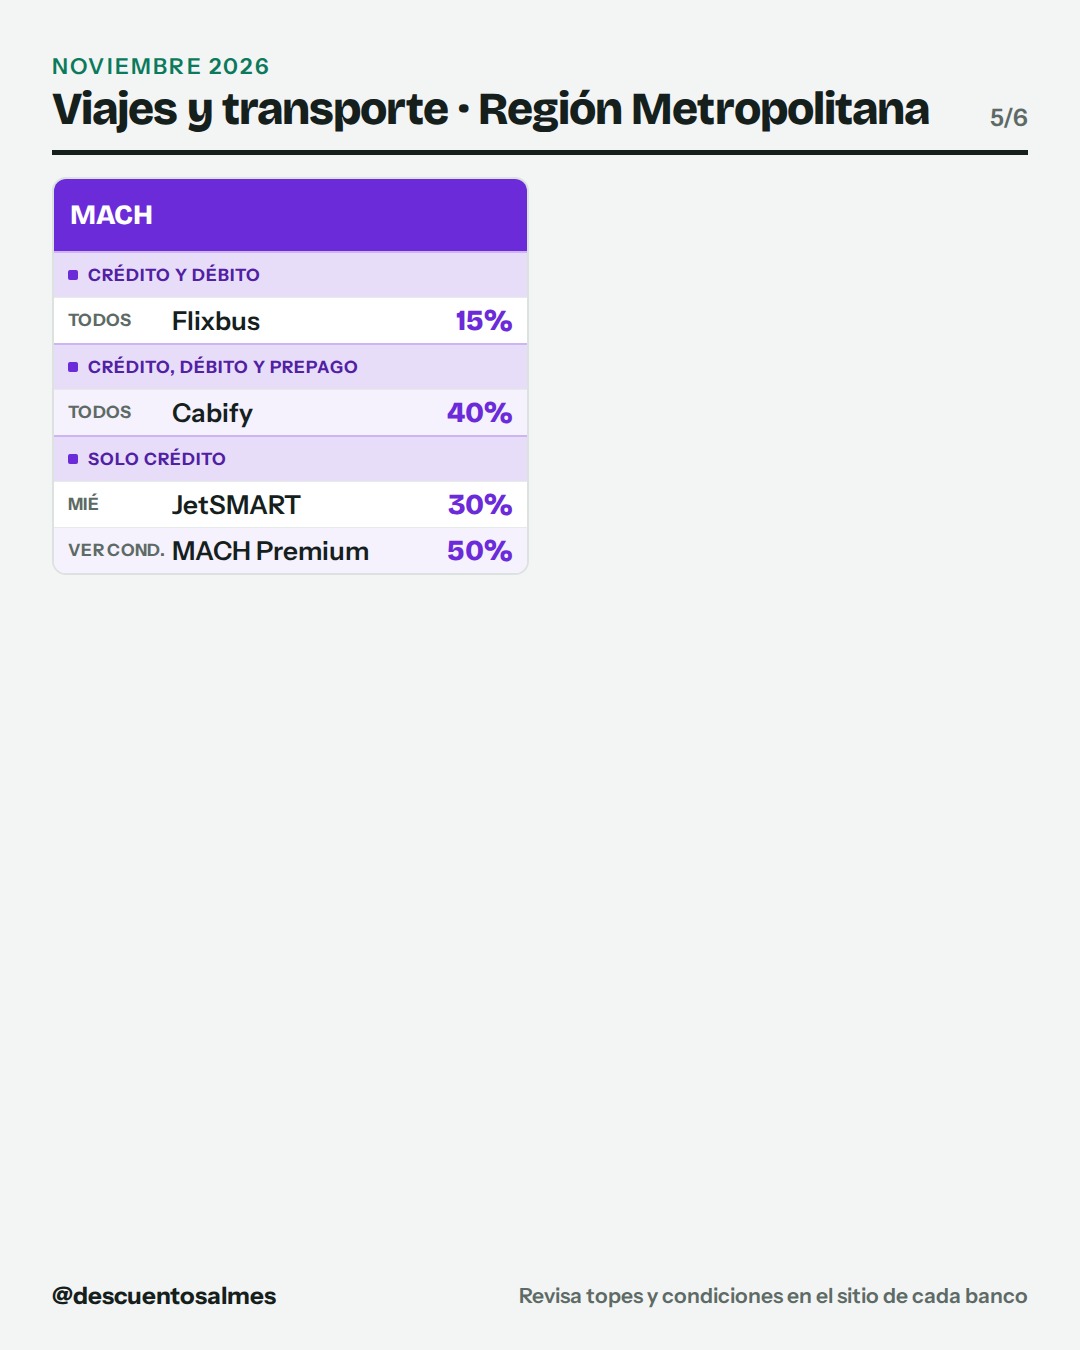 NOVIEMBRE 2026
Viajes y transporte · Región Metropolitana 5/6
MACH
CRÉDITO Y DÉBITO
TODOS Flixbus 15%
CRÉDITO, DÉBITO Y PREPAGO
TODOS Cabify 40%
SOLO CRÉDITO
MIÉ JetSMART 30%
VER COND. MACH Premium 50%
@descuentosalmes Revisa topes y condiciones en el sitio de cada banco